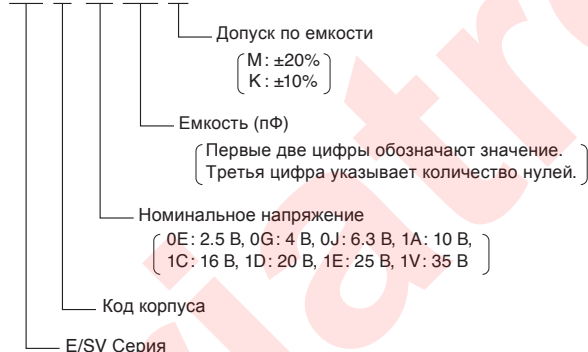 Допуск по емкости
M: ±20%
K: ±10%
Емкость (пФ)
Первые две цифры обозначают значение.
Третья цифра указывает количество нулей.
Номинальное напряжение
0E: 2.5 В, 0G: 4 В, 0J: 6.3 В, 1A: 10 В,
1C: 16 В, 1D: 20 В, 1E: 25 В, 1V: 35 В
Код корпуса
E/SV Серия